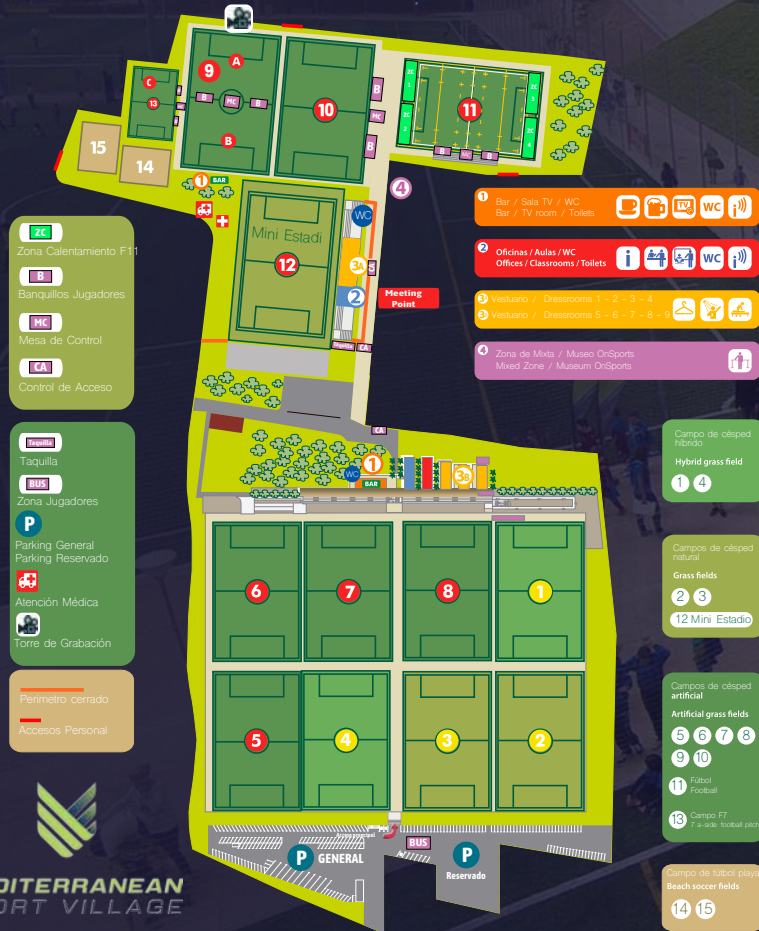 C
13
15
14
9
A
B
MC
B
B
10
B
MC
B
ZC
1
ZC
2
11
ZC
3
ZC
4
B
MC
B
1
BAR
4
WC
Mini Estadi
12
3A
5
2
Meeting
Point
Taquilla
CA
CA
1
WC
BAR
3B
6
7
8
1
5
4
3
2
Acceso principal
P
GENERAL
BUS
P
Reservado
ZC
Zona Calentamiento F11
B
Banquillos Jugadores
MC
Mesa de Control
CA
Control de Acceso
Taquilla
Taquilla
BUS
Zona Jugadores
P
Parking General
Parking Reservado
Atención Médica
Torre de Grabación
Perimetro cerrado
Accesos Personal
DITERRANEAN
ORT VILLAGE
1
Bar / Sala TV / WC
Bar / TV room / Toilets
TV
WC
2
Oficinas / Aulas / WC
Offices / Classrooms / Toilets
WC
Vestuario / Dressrooms 1 - 2 - 3 - 4
Vestuario / Dressrooms 5 - 6 - 7 - 8 - 9
4
Zona de Mixta / Museo OnSports
Mixed Zone / Museum OnSports
Campo de césped
híbrido
Hybrid grass field
1 4
Campos de césped
natural
Grass fields
2 3
12 Mini Estadio
Campos de césped
artificial
Artificial grass fields
5 6 7 8
9 10
11 Fútbol
Football
13 Campo F7
7 a-side football pitch
Campo de fútbol playa
Beach soccer fields
14 15